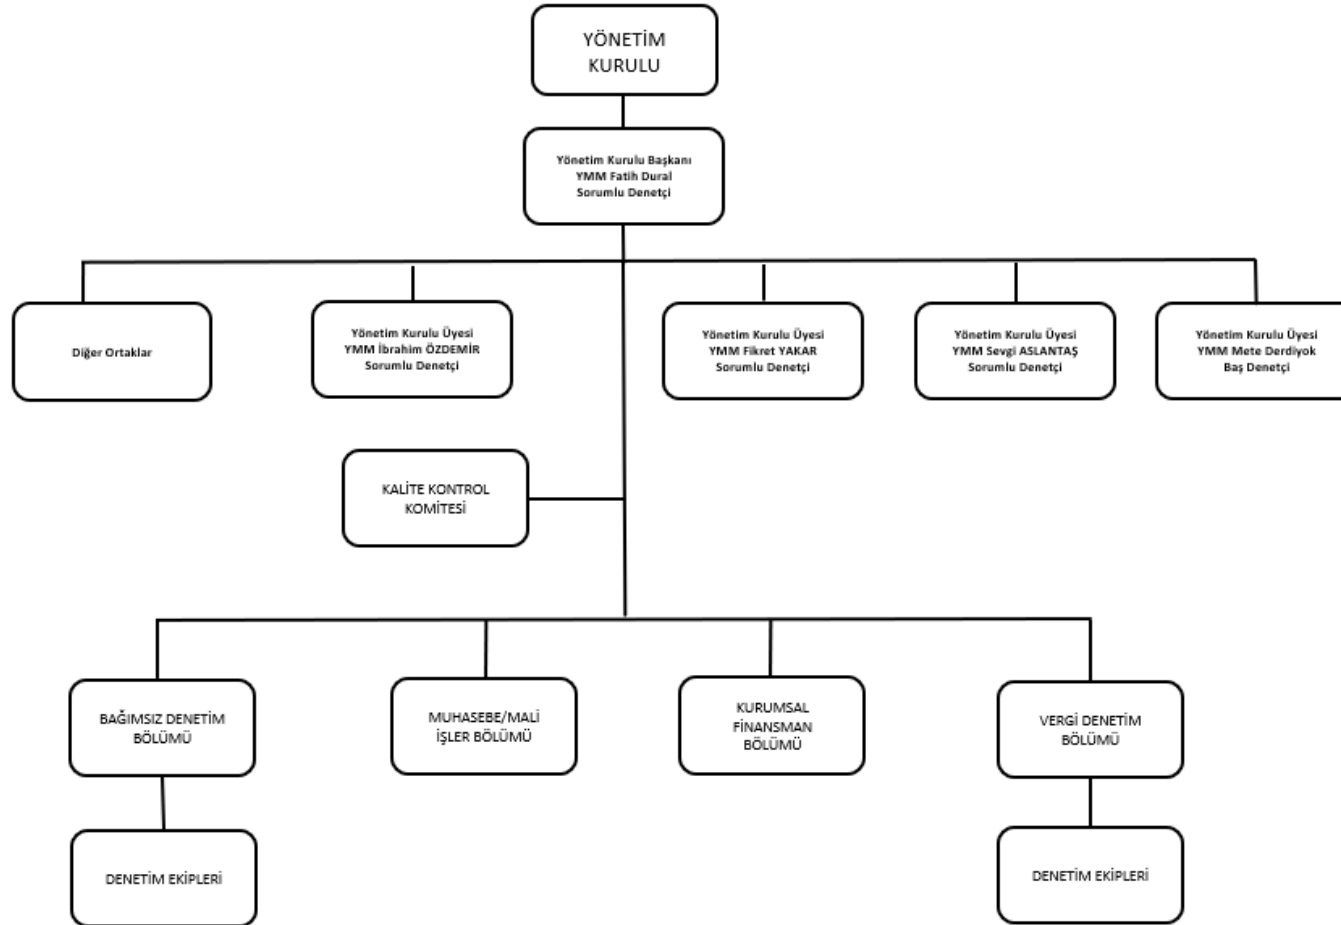 YÖNETİM
KURULU
Yönetim Kurulu Başkanı
YMM Fatih Dural
Sorumlu Denetçi
Diğer Ortaklar
Yönetim Kurulu Üyesi
YMM İbrahim ÖZDEMİR
Sorumlu Denetçi
Yönetim Kurulu Üyesi
YMM Fikret YAKAR
Sorumlu Denetçi
Yönetim Kurulu Üyesi
YMM Sevgi ASLANTAŞ
Sorumlu Denetçi
Yönetim Kurulu Üyesi
YMM Mete Derdiyok
Baş Denetçi
KALİTE KONTROL
KOMİTESİ
BAĞIMSIZ DENETİM
BÖLÜMÜ
MUHASEBE/MALİ
İŞLER BÖLÜMÜ
KURUMSAL
FİNANSMAN
BÖLÜMÜ
VERGİ DENETİM
BÖLÜMÜ
DENETİM EKİPLERİ
DENETİM EKİPLERİ